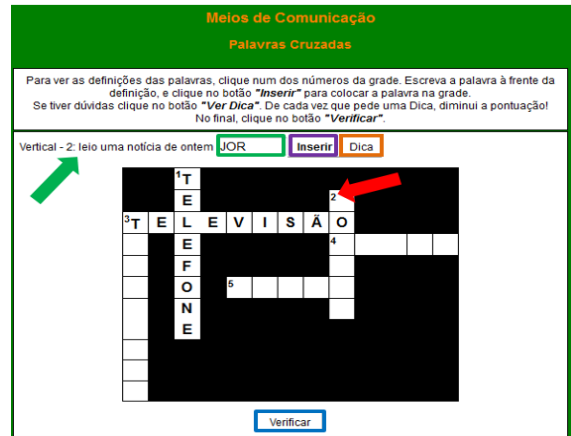 Meios de Comunicação
Palavras Cruzadas
Para ver as definições das palavras, clique num dos números da grade. Escreva a palavra à frente da
definição, e clique no botão "Inserir" para colocar a palavra na grade.
Se tiver dúvidas clique no botão "Ver Dica". De cada vez que pede uma Dica, diminui a pontuação!
No final, clique no botão "Verificar".
Vertical - 2: leio uma notícia de ontem JOR Inserir Dica
1 T
E 2
3 T E L E V I S Ã O
E 4
F
O 5
N
E
Verificar